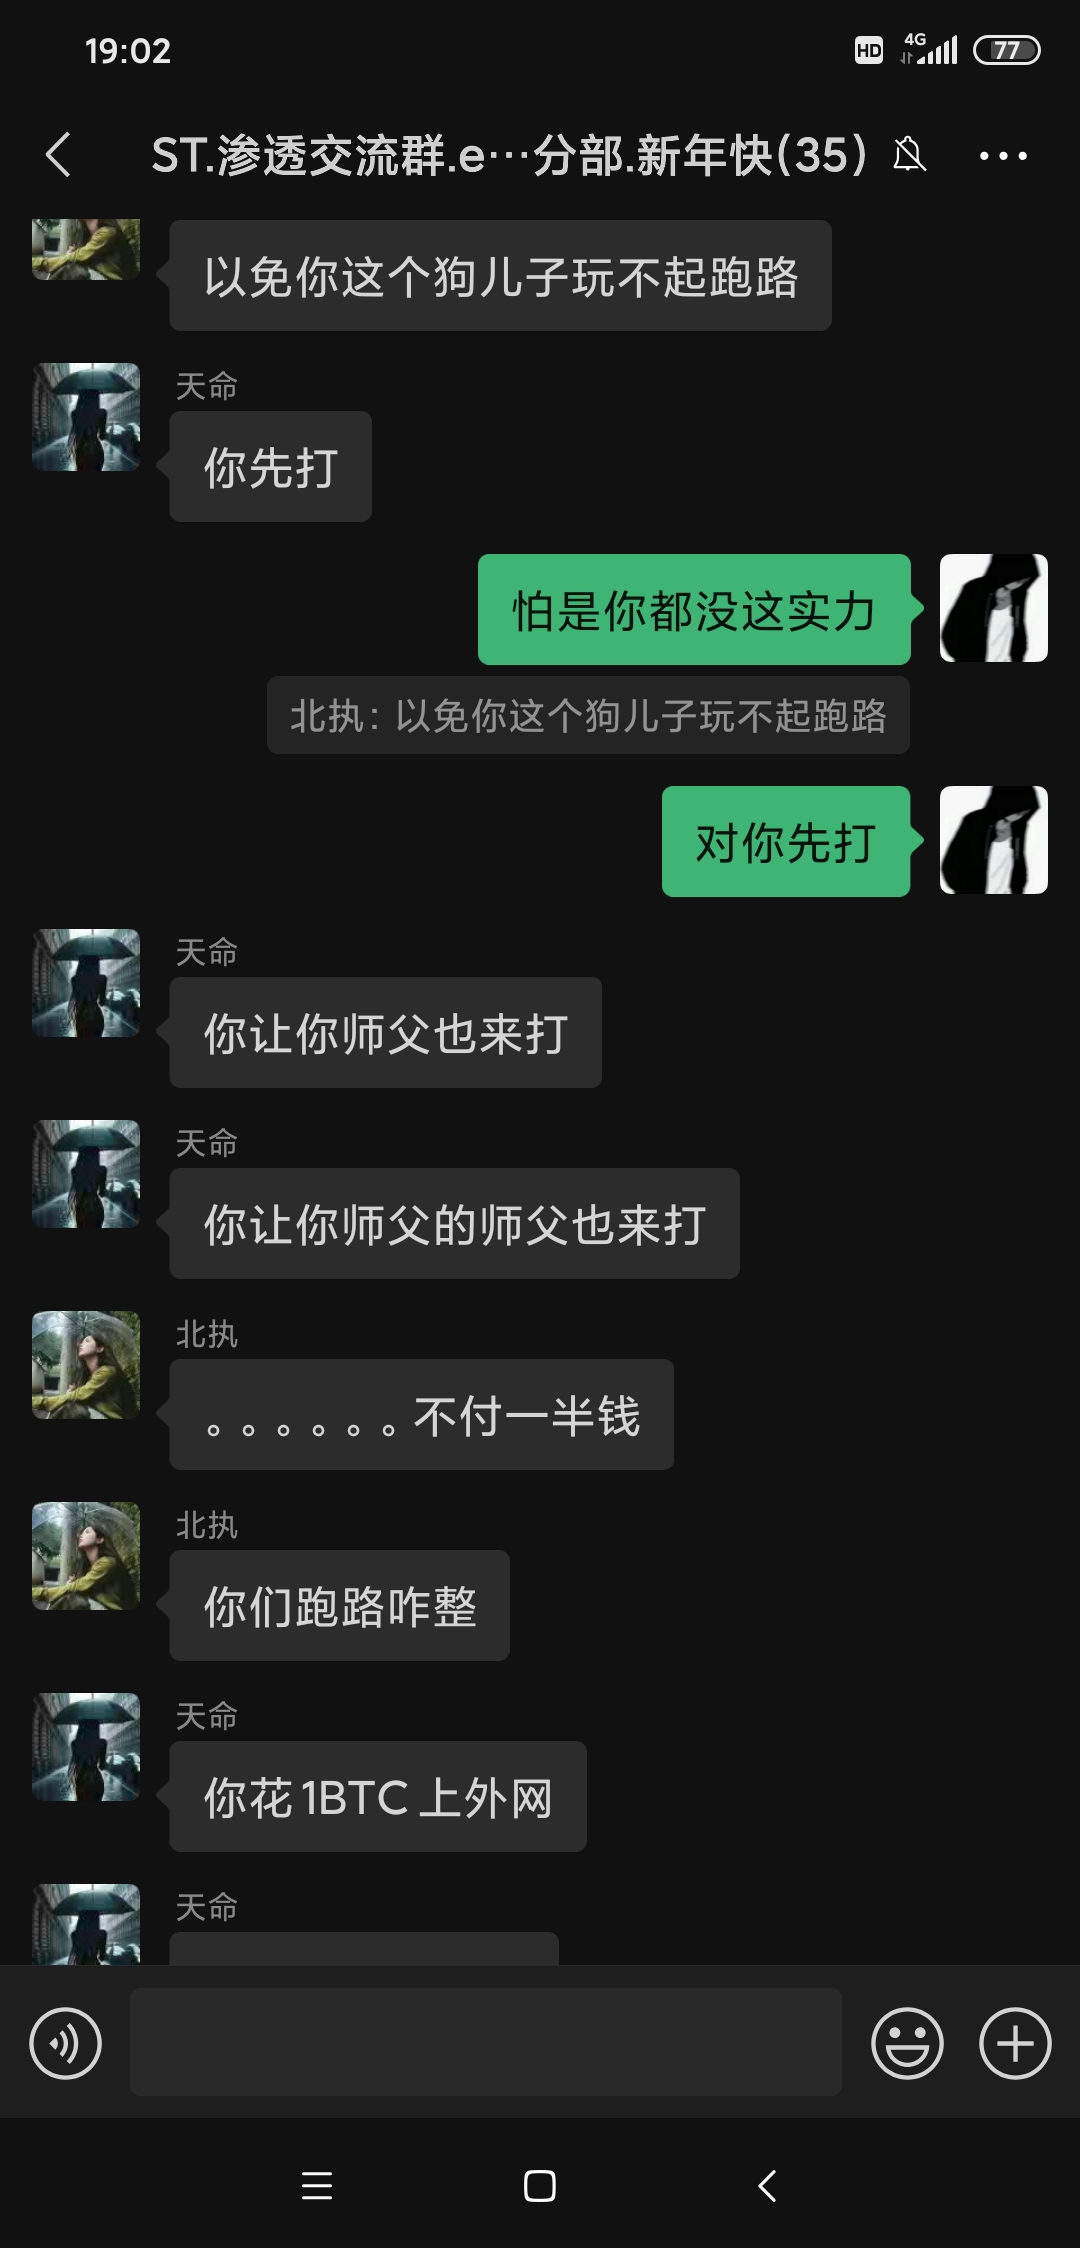 19:02
HD
4G
77
ST.渗透交流群.e…分部.新年快(35)
以免你这个狗儿子玩不起跑路
天命
你先打
怕是你都没这实力
北执: 以免你这个狗儿子玩不起跑路
对你先打
天命
你让你师父也来打
天命
你让你师父的师父也来打
北执
。。。。。。不付一半钱
北执
你们跑路咋整
天命
你花1BTC上外网
天命